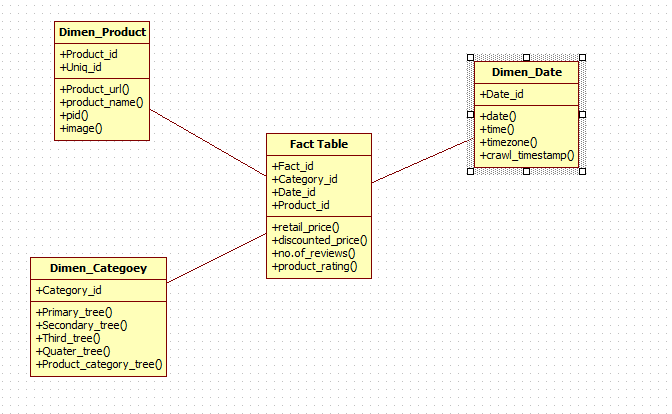 Dimen_Product
+Product_id
+Uniq_id
+Product_url()
+product_name()
+pid()
+image()
Dimen_Date
+Date_id
+date()
+time()
+timezone()
+crawl_timestamp()
Fact Table
+Fact_id
+Category_id
+Date_id
+Product_id
+retail_price()
+discounted_price()
+no.of_reviews()
+product_rating()
Dimen_Categoey
+Category_id
+Primary_tree()
+Secondary_tree()
+Third_tree()
+Quater_tree()
+Product_category_tree()